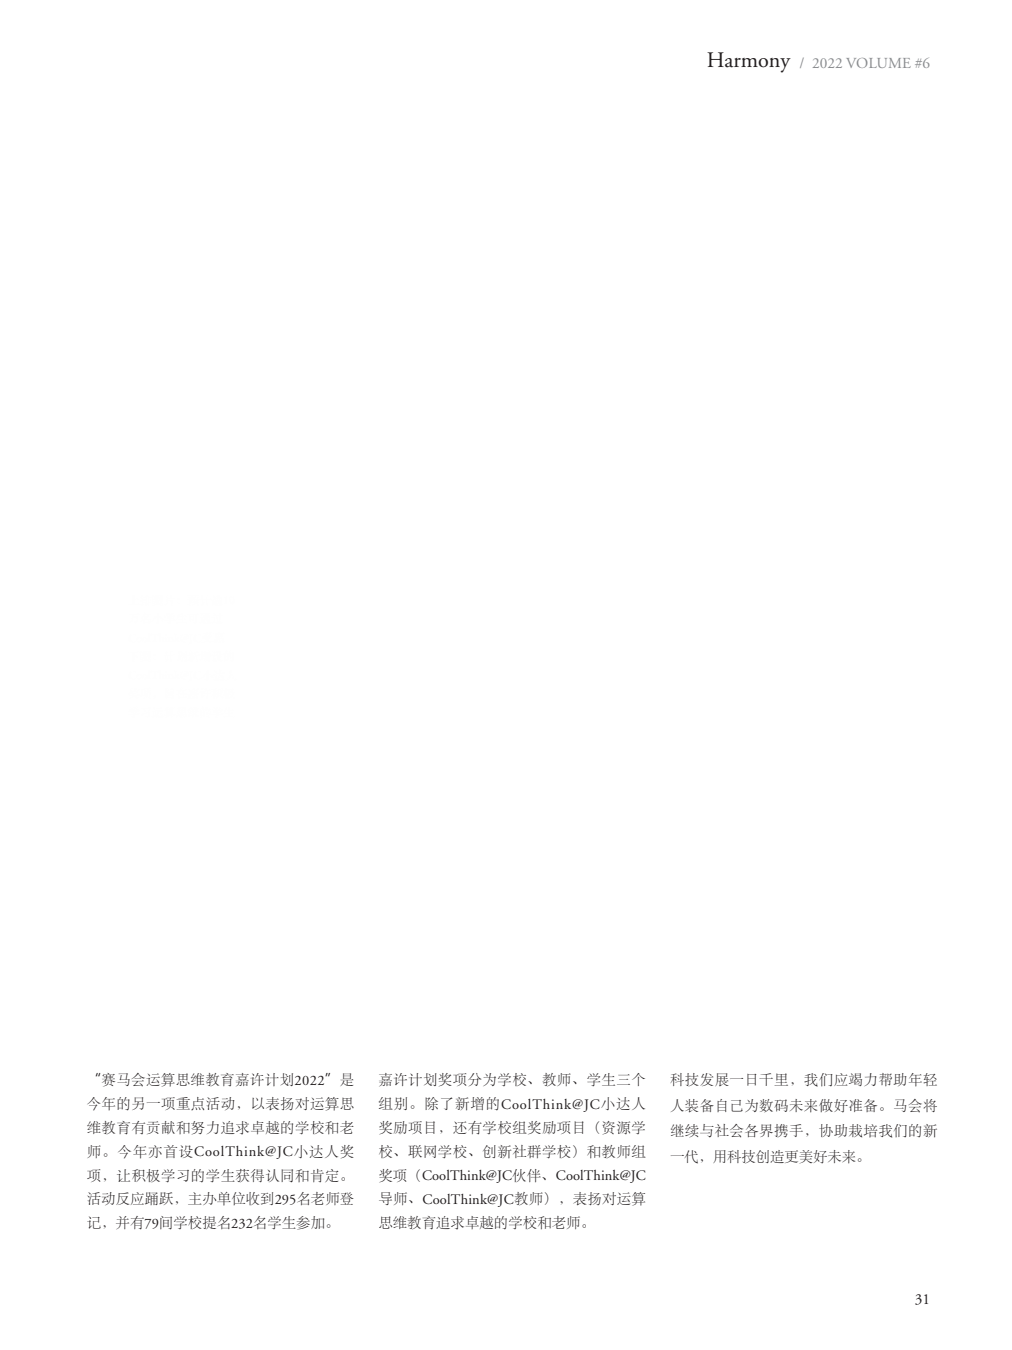 Harmony / 2022 VOLUME #6
“赛马会运算思维教育嘉许计划2022”是
今年的另一项重点活动，以表扬对运算思
维教育有贡献和努力追求卓越的学校和老
师。今年亦首设CoolThink@JC小达人奖
项，让积极学习的学生获得认同和肯定。
活动反应踊跃，主办单位收到295名老师登
记，并有79间学校提名232名学生参加。
嘉许计划奖项分为学校、教师、学生三个
组别。除了新增的CoolThink@JC小达人
奖励项目，还有学校组奖励项目（资源学
校、联网学校、创新社群学校）和教师组
奖项（CoolThink@JC伙伴、CoolThink@JC
导师、CoolThink@JC教师），表扬对运算
思维教育追求卓越的学校和老师。
科技发展一日千里，我们应竭力帮助年轻
人装备自己为数码未来做好准备。马会将
继续与社会各界携手，协助栽培我们的新
一代，用科技创造更美好未来。
31